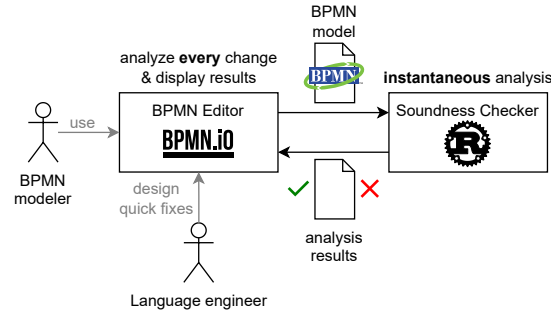 BPMN
model
analyze every change
& display results
BPMN
instantaneous analysis
BPMN Editor
BPMN.iO
Soundness Checker
R
use
BPMN
modeler
design
quick fixes
analysis
results
Language engineer